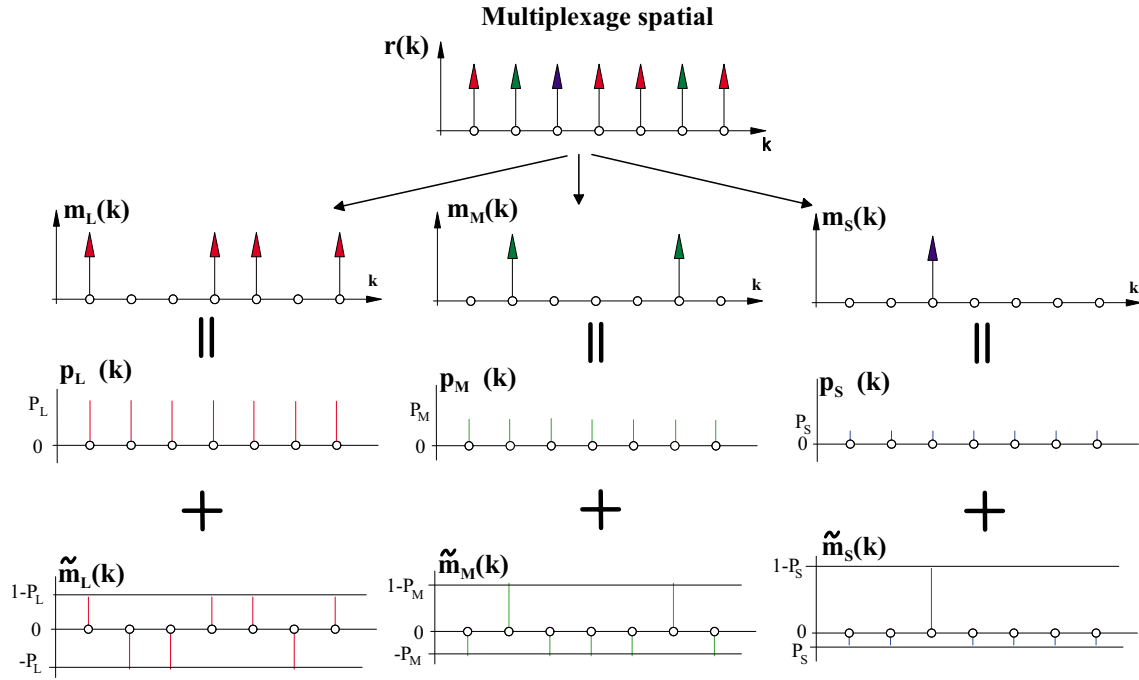 Multiplexage spatial
r(k)
k
m_L(k)
k
m_M(k)
k
m_S(k)
k
p_L (k)
P_L
0
p_M (k)
P_M
0
p_S (k)
P_S
0
m̃_L(k)
1-P_L
0
-P_L
m̃_M(k)
1-P_M
0
-P_M
m̃_S(k)
1-P_S
0
P_S